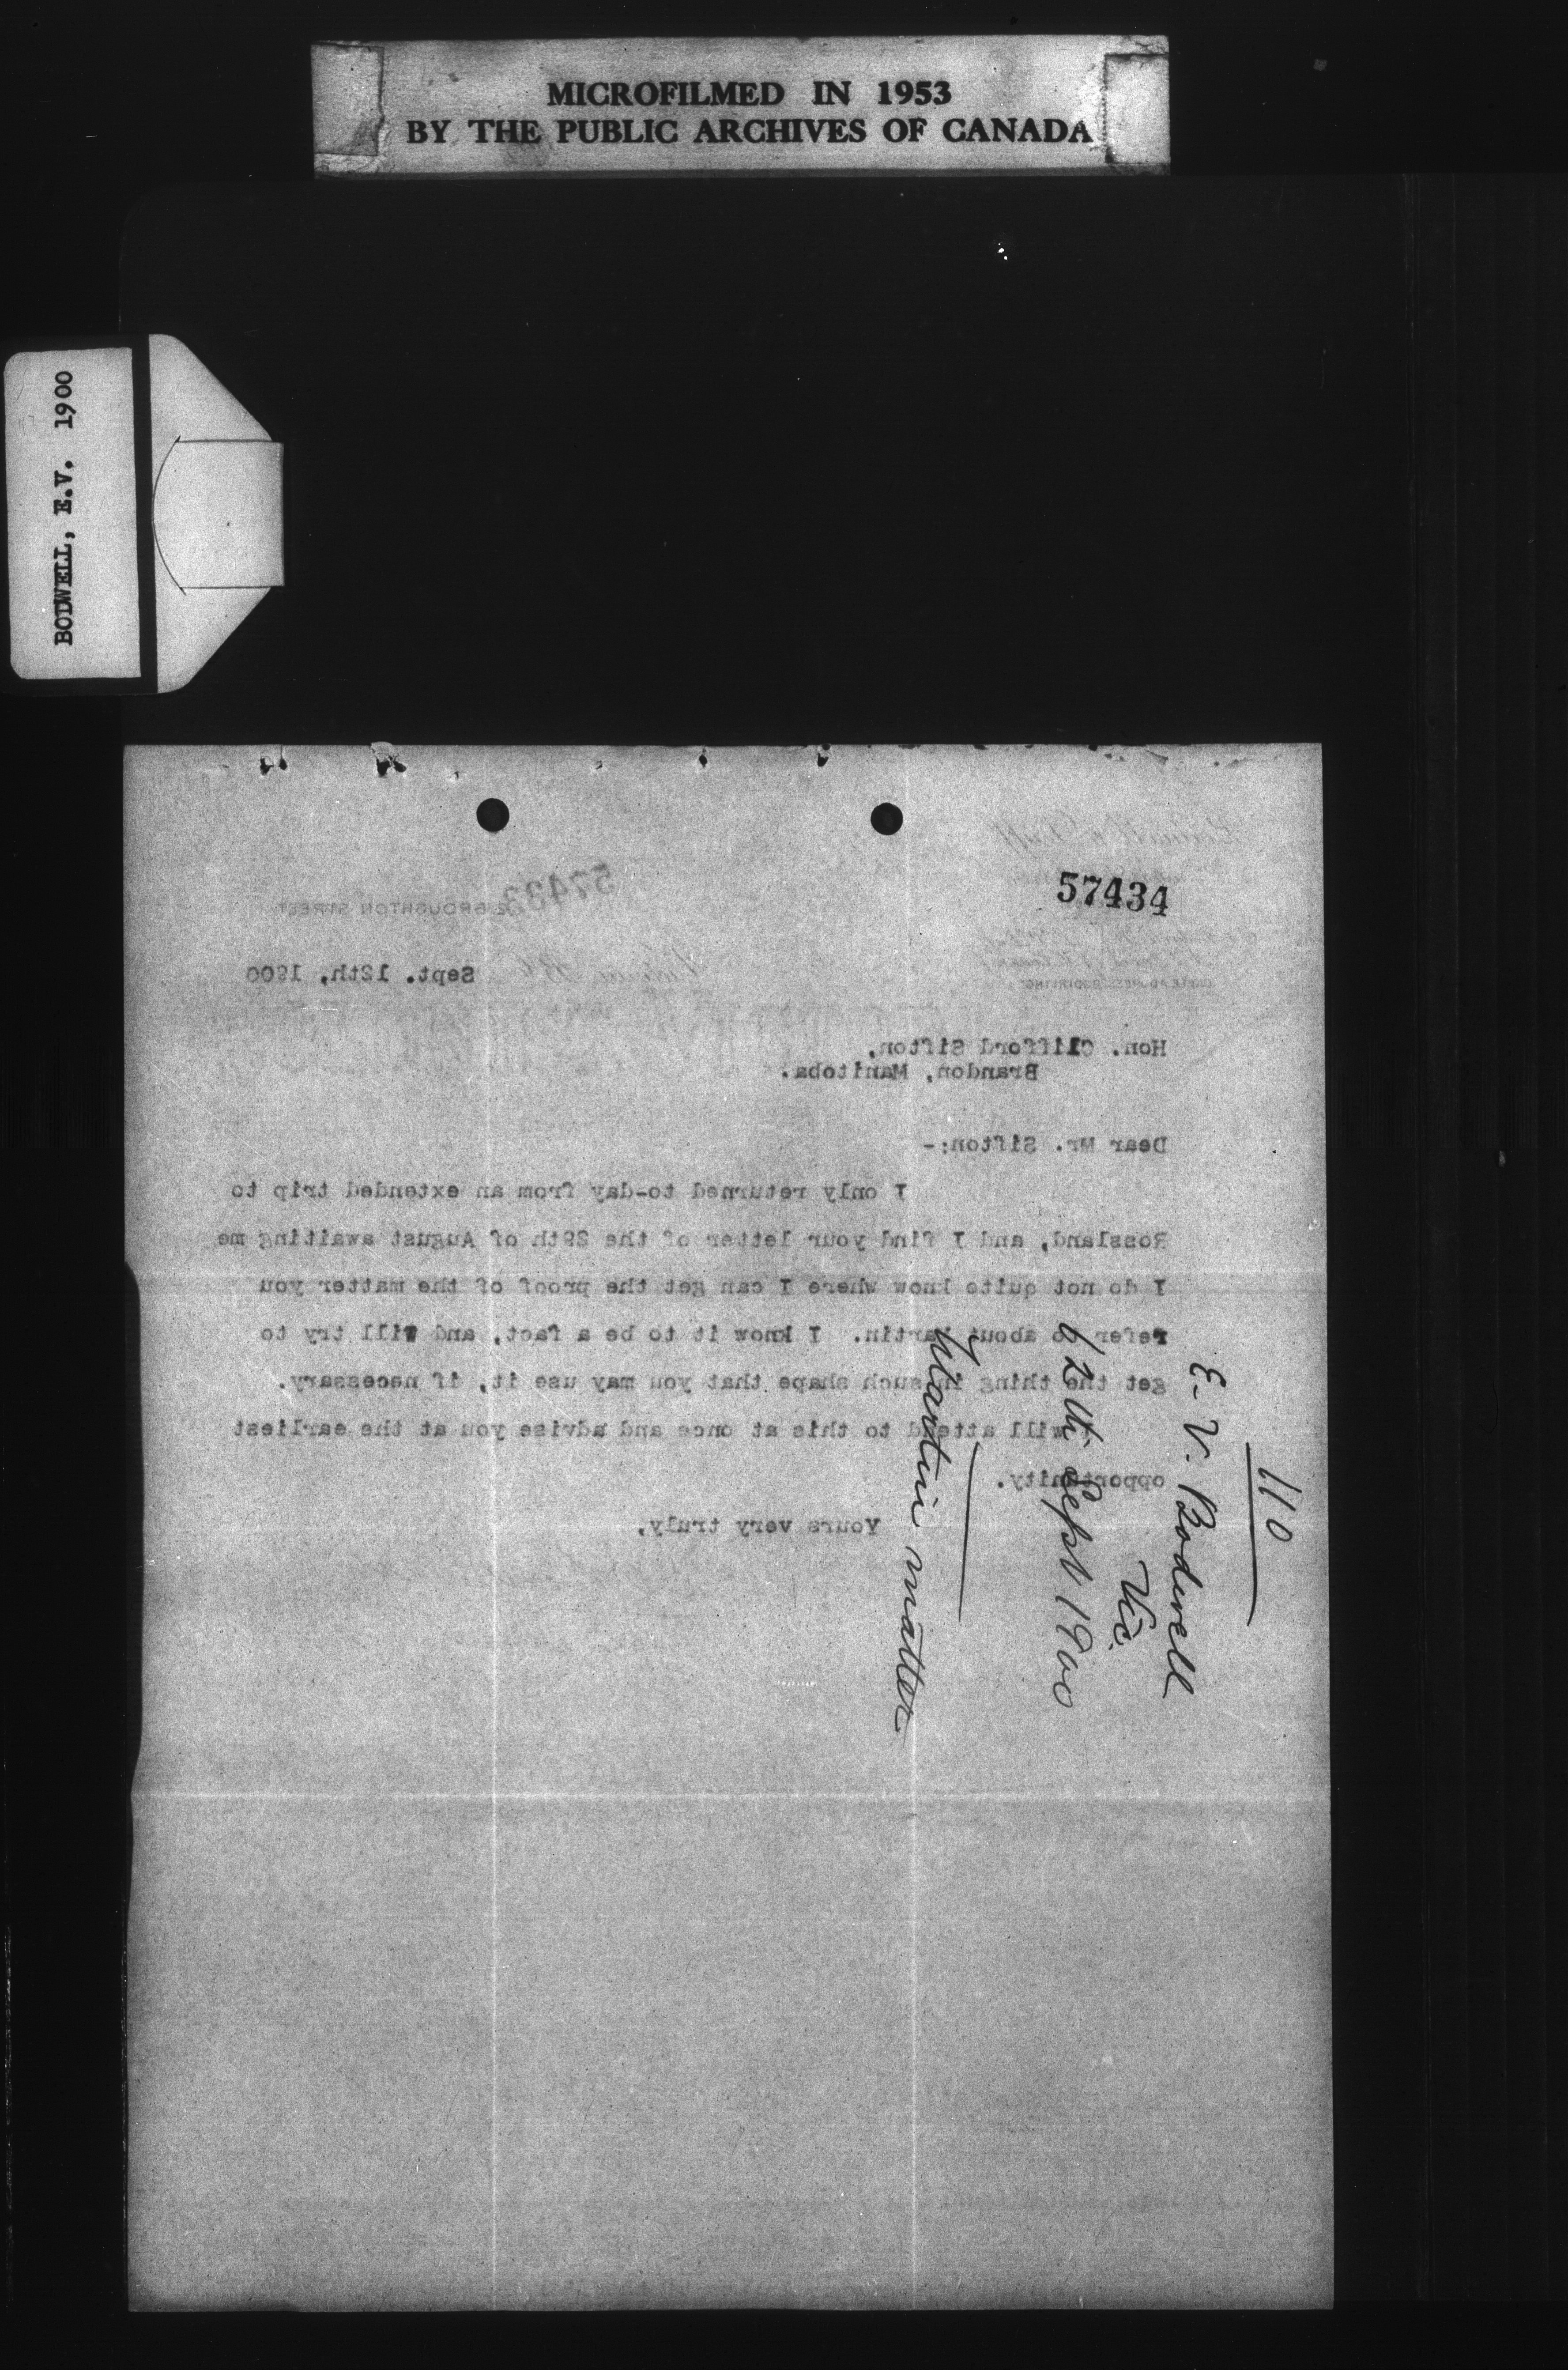 MICROFILMED IN 1953
BY THE PUBLIC ARCHIVES OF CANADA
BODWELL, E.V. 1900
57434
57433
BROUGHTON STREET
Sept. 12th, 1900
Hon. Clifford Sifton,
Brandon, Manitoba.
Dear Mr. Sifton:-
I only returned to-day from an extended trip to
Rossland, and I find your letter of the 29th of August awaiting me
I do not quite know where I can get the proof of the matter you
refer to about Martin. I know it to be a fact, and will try to
get the thing in such shape that you may use it, if necessary.
will attend to this at once and advise you at the earliest
opportunity.
Yours very truly,
110
E. V. Bodwell
Vic.
12th Sept 1900
Martin matter